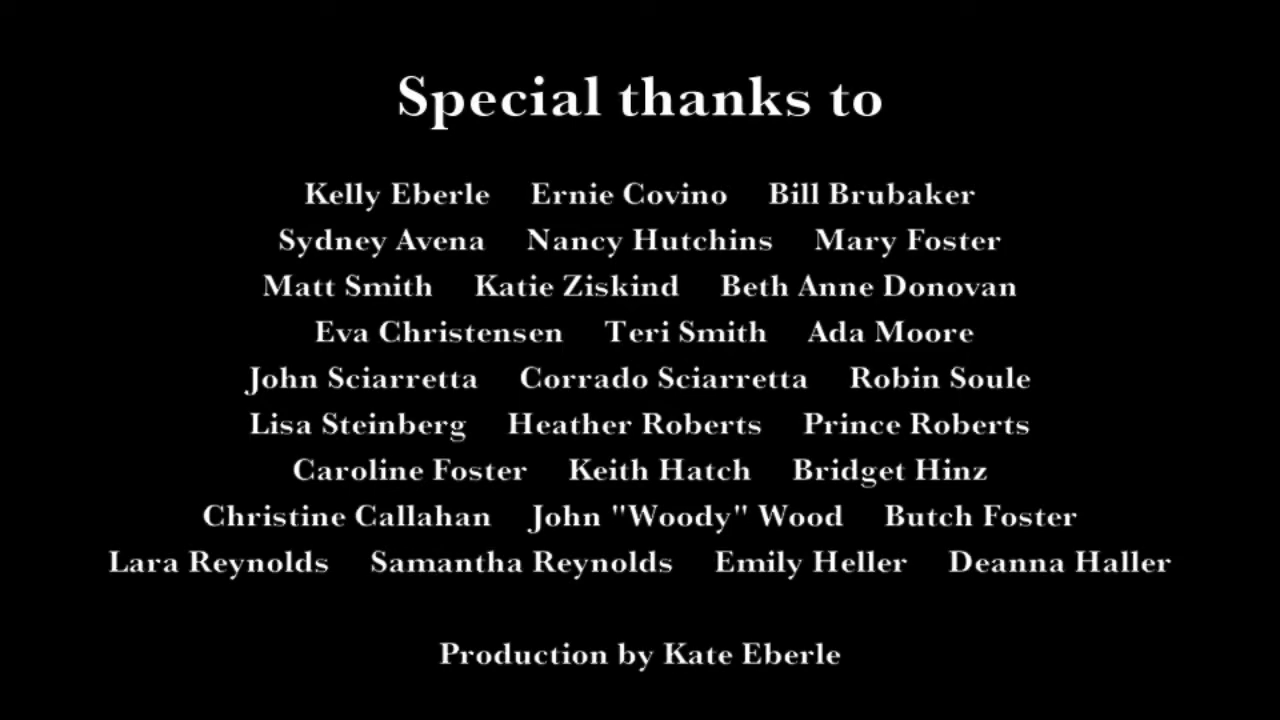 Special thanks to
Kelly Eberle Ernie Covino Bill Brubaker
Sydney Avena Nancy Hutchins Mary Foster
Matt Smith Katie Ziskind Beth Anne Donovan
Eva Christensen Teri Smith Ada Moore
John Sciarretta Corrado Sciarretta Robin Soule
Lisa Steinberg Heather Roberts Prince Roberts
Caroline Foster Keith Hatch Bridget Hinz
Christine Callahan John "Woody" Wood Butch Foster
Lara Reynolds Samantha Reynolds Emily Heller Deanna Haller
Production by Kate Eberle